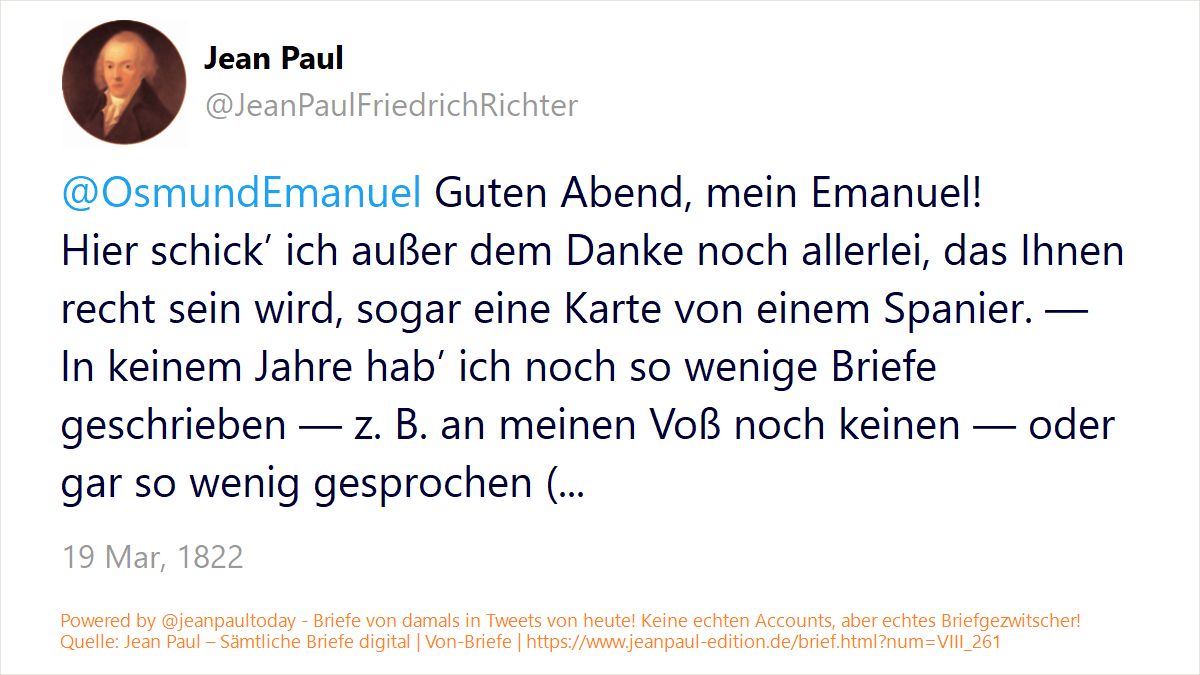 Jean Paul
@JeanPaulFriedrichRichter
@OsmundEmanuel Guten Abend, mein Emanuel!
Hier schick’ ich außer dem Danke noch allerlei, das Ihnen
recht sein wird, sogar eine Karte von einem Spanier. —
In keinem Jahre hab’ ich noch so wenige Briefe
geschrieben — z. B. an meinen Voß noch keinen — oder
gar so wenig gesprochen (...
19 Mar, 1822
Powered by @jeanpaultoday - Briefe von damals in Tweets von heute! Keine echten Accounts, aber echtes Briefgezwitscher!
Quelle: Jean Paul – Sämtliche Briefe digital | Von-Briefe | https://www.jeanpaul-edition.de/brief.html?num=VIII_261